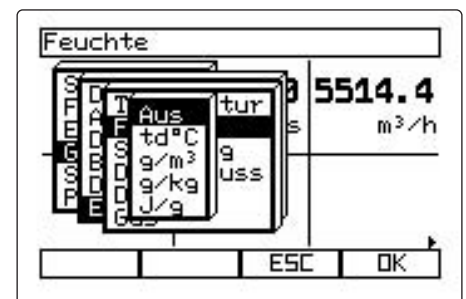 Feuchte
5514.4
m³/h
tur
Aus
td°C
g/m³
g
g/kg
uss
J/g
ESC OK